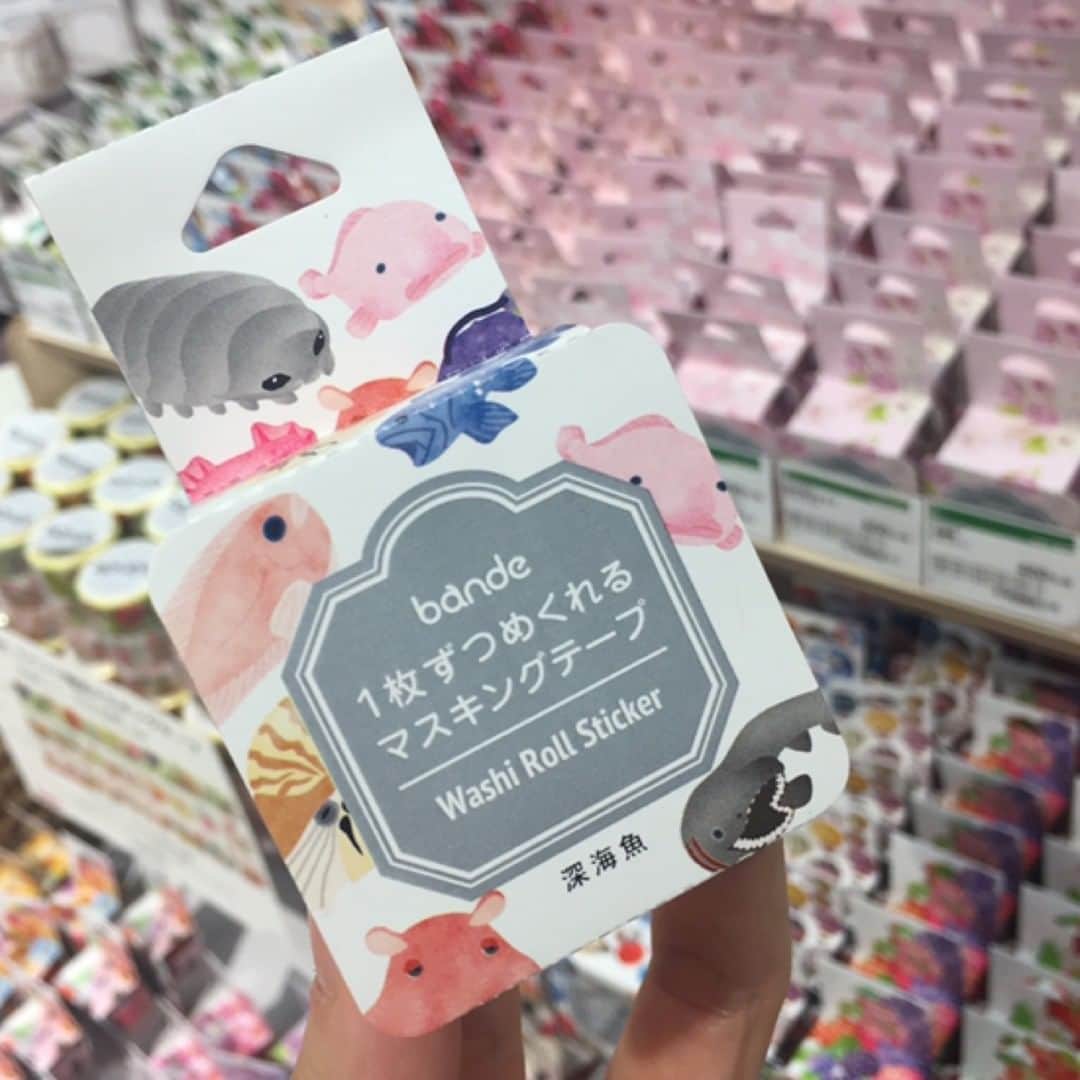 bande
1枚ずつめくれる
マスキングテープ
Washi Roll Sticker
深海魚